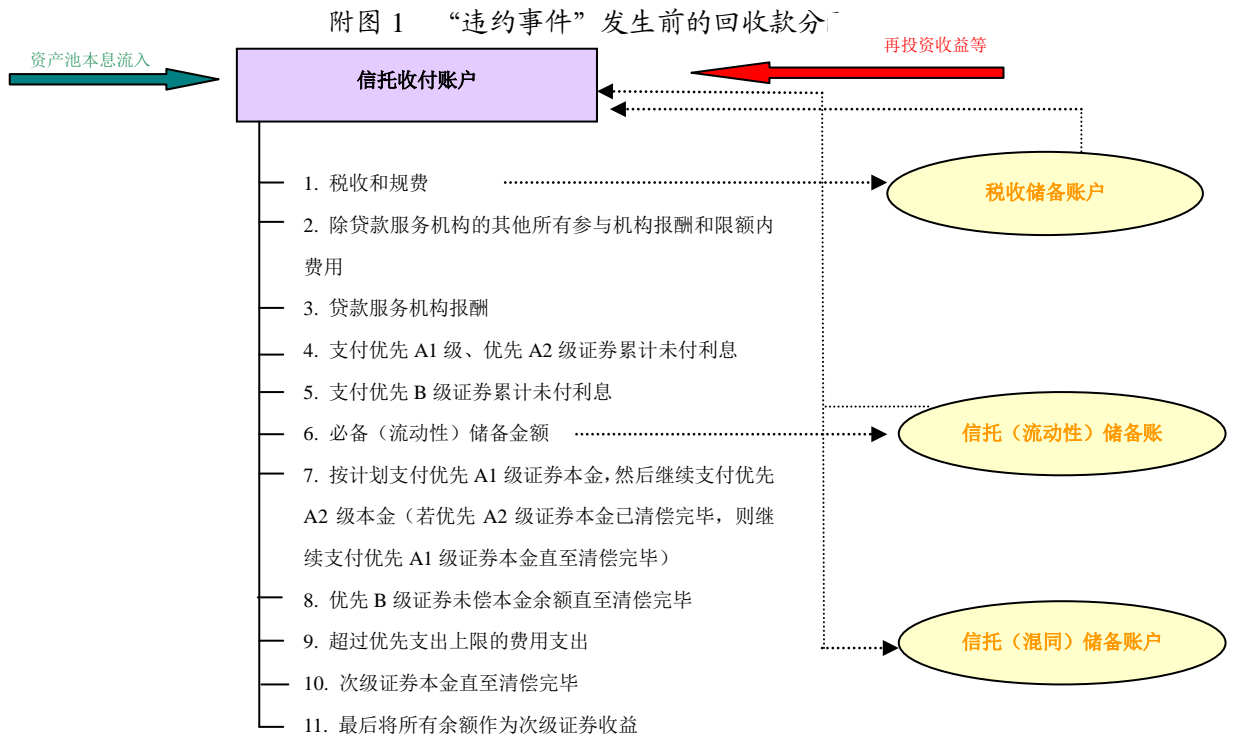 附图 1 “违约事件”发生前的回收款分
资产池本息流入
再投资收益等
信托收付账户
1. 税收和规费
税收储备账户
2. 除贷款服务机构的其他所有参与机构报酬和限额内
费用
3. 贷款服务机构报酬
4. 支付优先 A1 级、优先 A2 级证券累计未付利息
5. 支付优先 B 级证券累计未付利息
6. 必备（流动性）储备金额
信托（流动性）储备账
7. 按计划支付优先 A1 级证券本金，然后继续支付优先
A2 级本金（若优先 A2 级证券本金已清偿完毕，则继
续支付优先 A1 级证券本金直至清偿完毕）
8. 优先 B 级证券未偿本金余额直至清偿完毕
9. 超过优先支出上限的费用支出
信托（混同）储备账户
10. 次级证券本金直至清偿完毕
11. 最后将所有余额作为次级证券收益